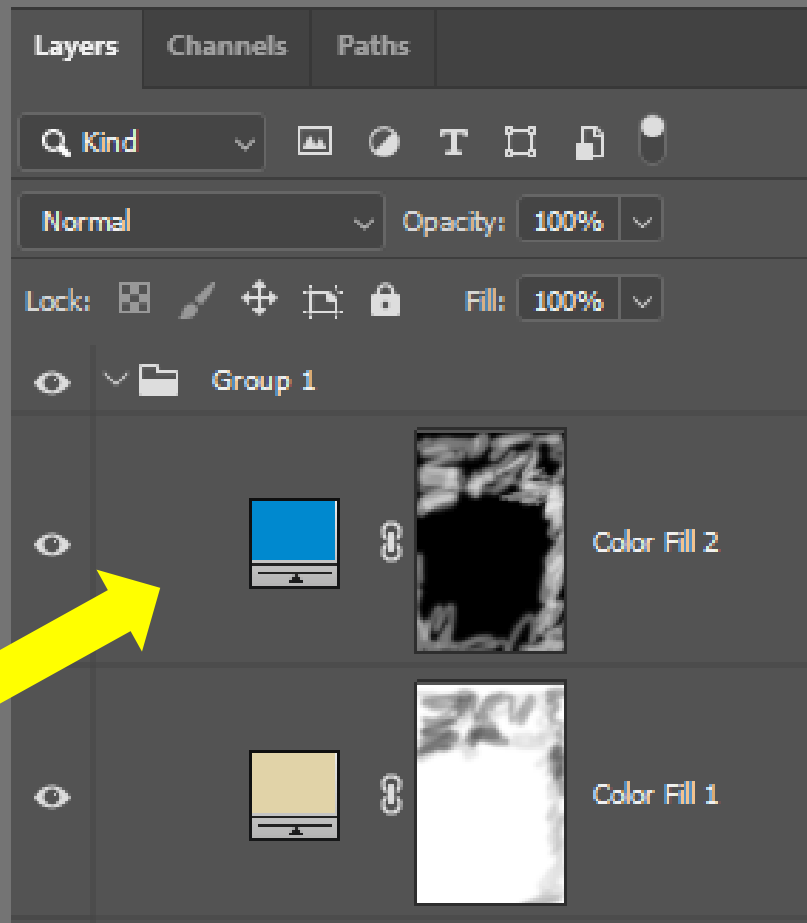 Layers Channels Paths
Kind T
Normal Opacity: 100%
Lock: Fill: 100%
Group 1
Color Fill 2
Color Fill 1